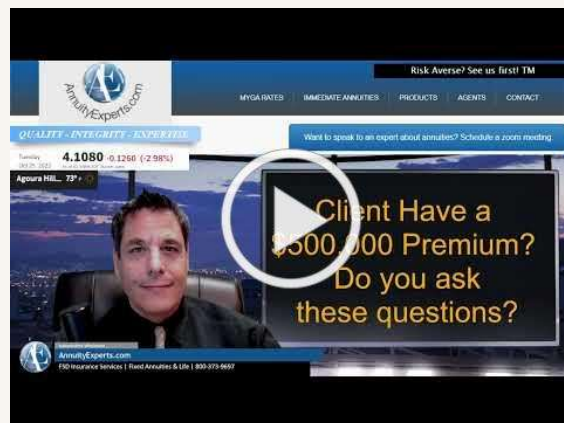 Risk Averse? See us first! TM
AnnuityExperts.com
MYGA RATES | IMMEDIATE ANNUITIES | PRODUCTS | AGENTS | CONTACT
QUALITY - INTEGRITY - EXPERTISE
Want to speak to an expert about annuities? Schedule a zoom meeting
Tuesday
4.1080 -0.1260 (-2.98%)
Agoura Hill... 73° F
Client Have a
$500,000 Premium?
Do you ask
these questions?
AE
AnnuityExperts.com
FSD Insurance Services | Fixed Annuities & Life | 800-373-9697